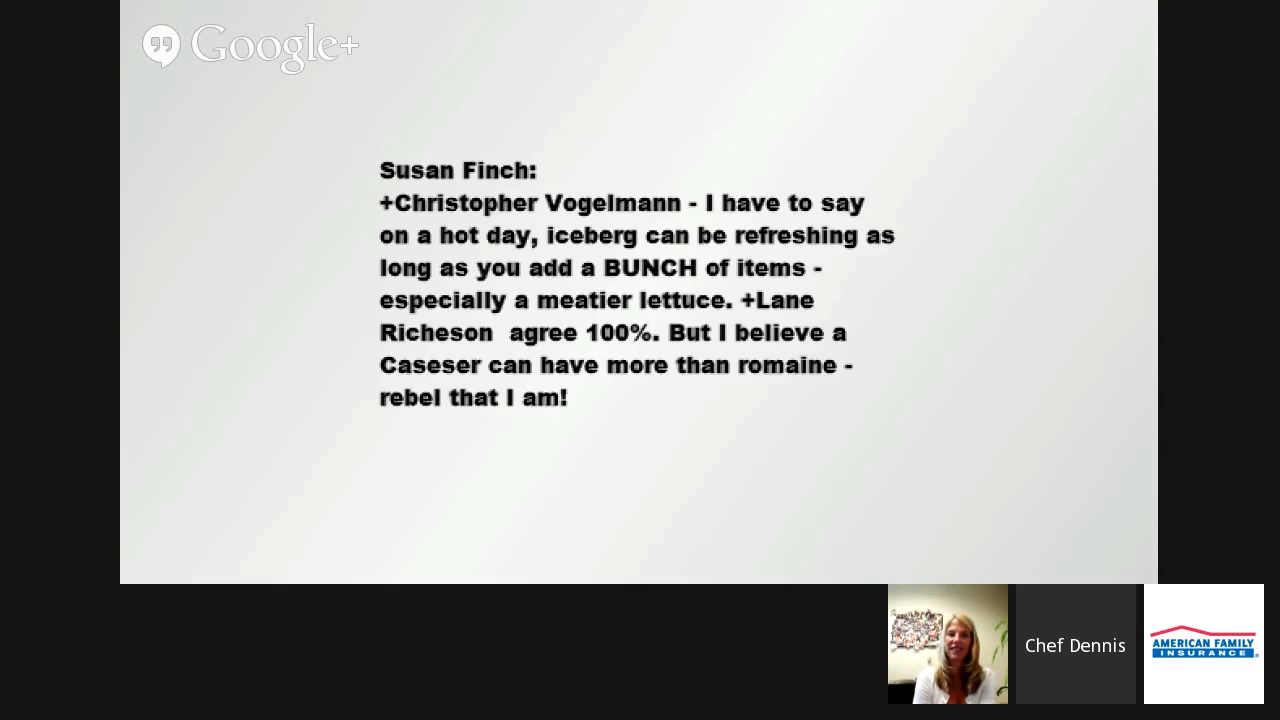 Google+
Susan Finch:
+Christopher Vogelmann - I have to say
on a hot day, iceberg can be refreshing as
long as you add a BUNCH of items -
especially a meatier lettuce. +Lane
Richeson  agree 100%. But I believe a
Caseser can have more than romaine -
rebel that I am!
Chef Dennis
AMERICAN FAMILY
INSURANCE®